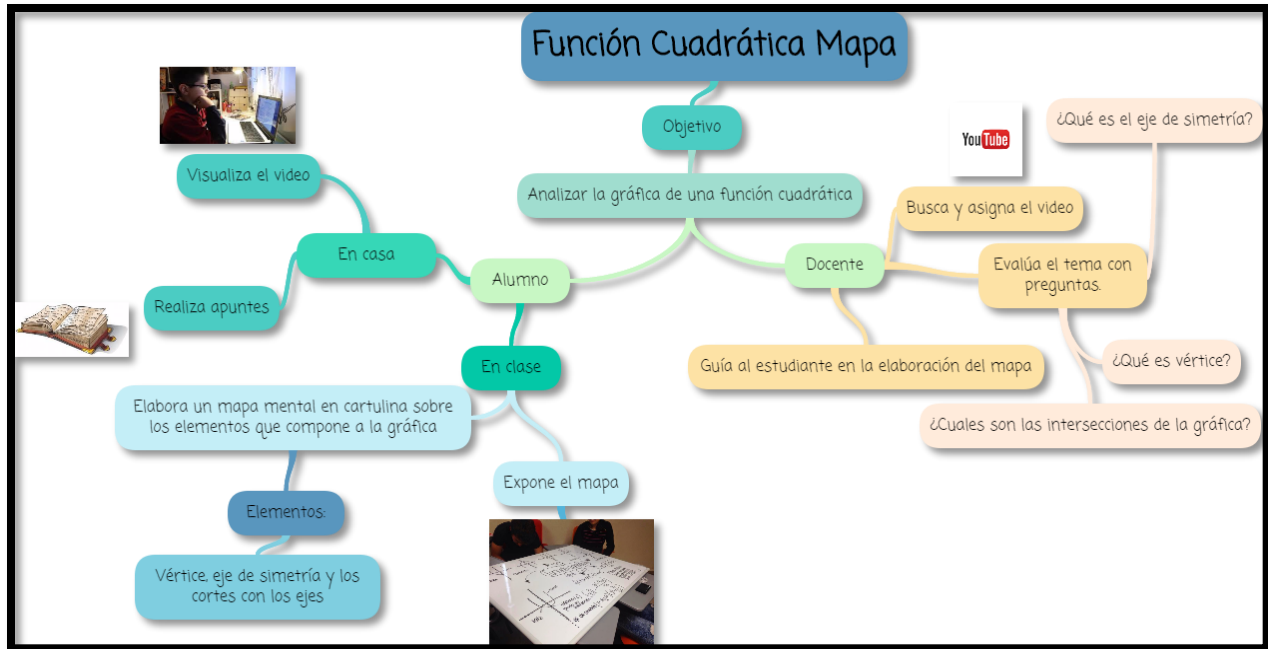 Función Cuadrática Mapa
Objetivo
Analizar la gráfica de una función cuadrática
Alumno
En casa
Visualiza el video
Realiza apuntes
En clase
Elabora un mapa mental en cartulina sobre
los elementos que compone a la gráfica
Elementos:
Vértice, eje de simetría y los
cortes con los ejes
Expone el mapa
Docente
YouTube
Busca y asigna el video
Evalúa el tema con
preguntas.
¿Qué es el eje de simetría?
¿Qué es vértice?
¿Cuales son las intersecciones de la gráfica?
Guía al estudiante en la elaboración del mapa